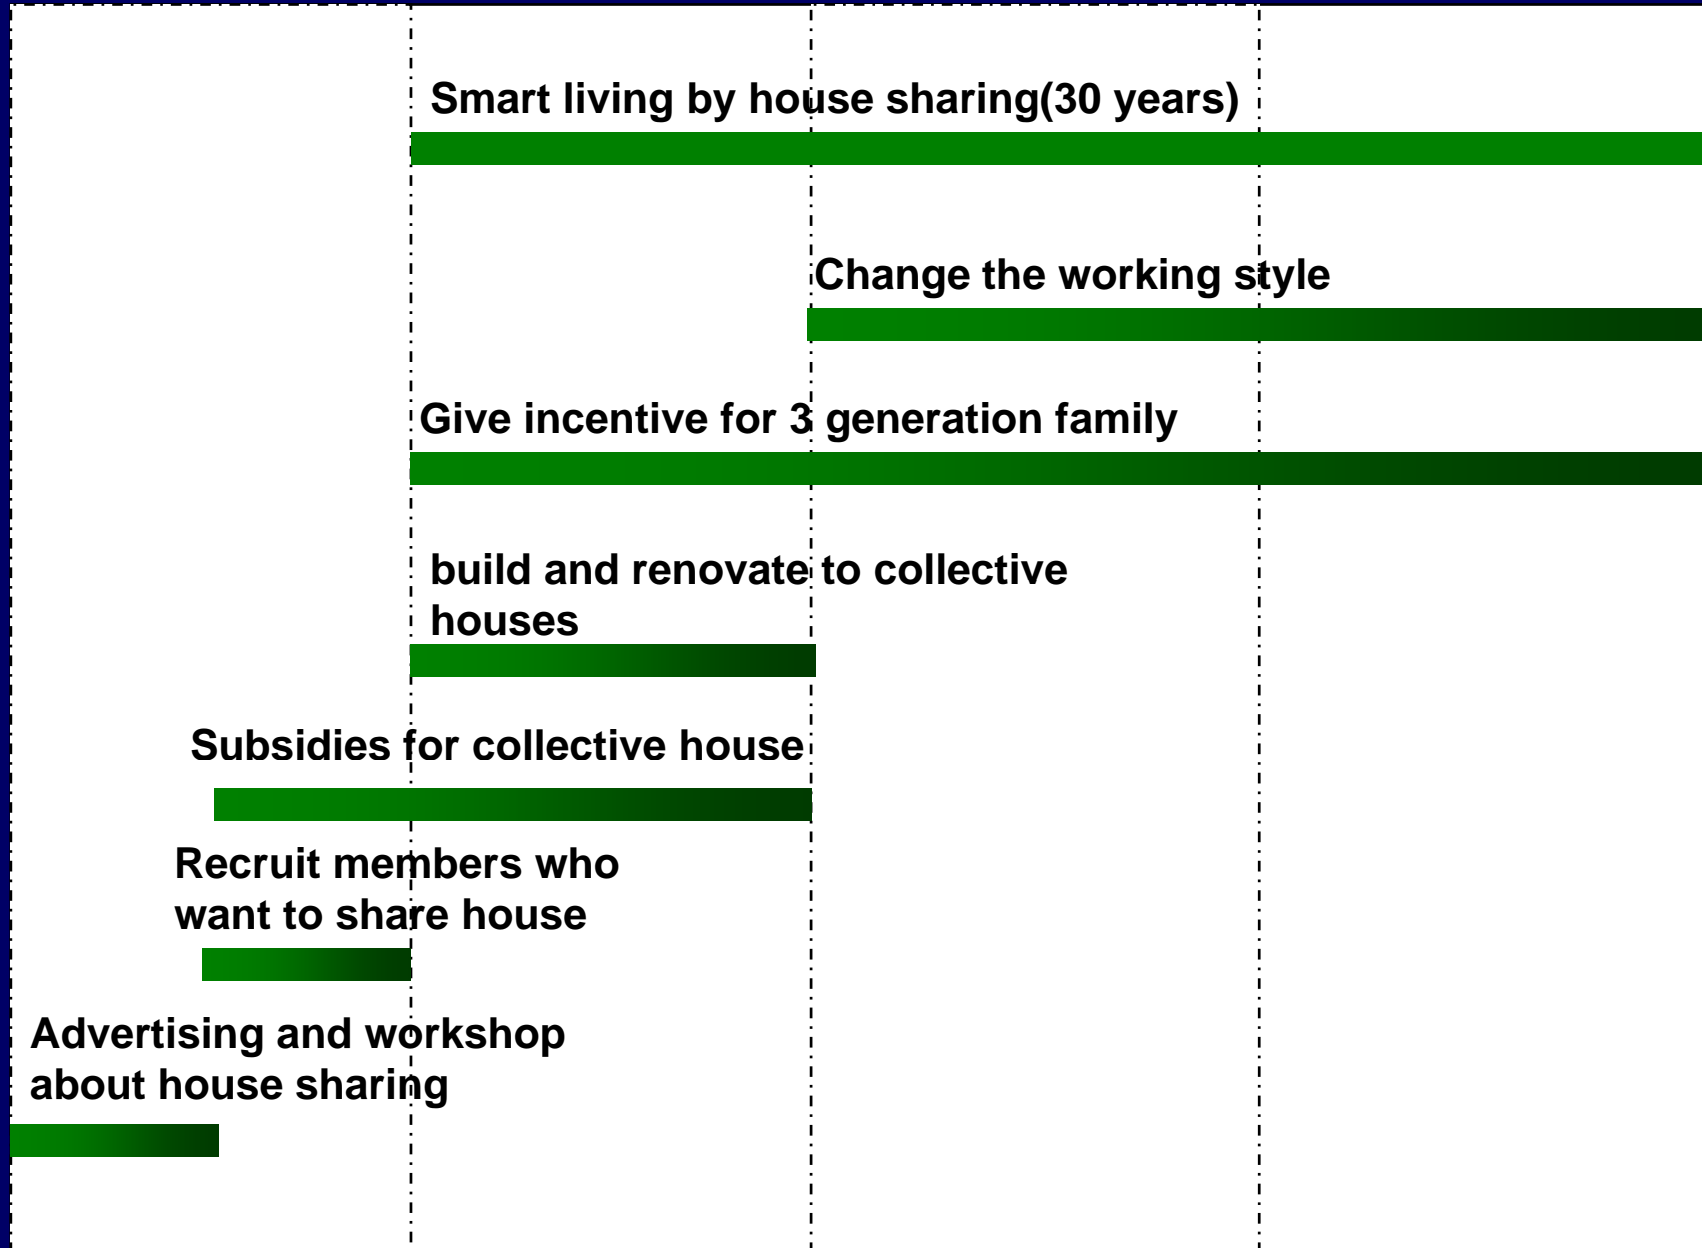 Smart living by house sharing(30 years)
Change the working style
Give incentive for 3 generation family
build and renovate to collective
houses
Subsidies for collective house
Recruit members who
want to share house
Advertising and workshop
about house sharing